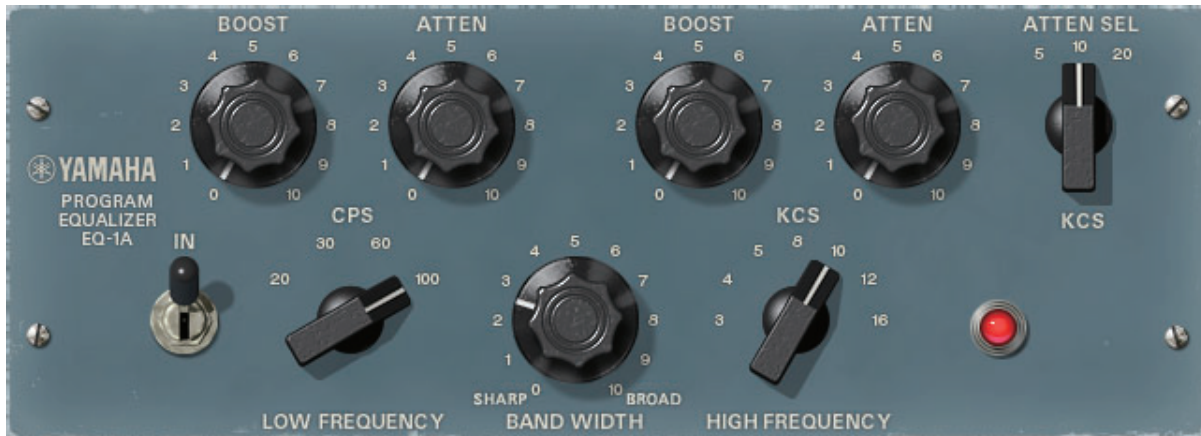 BOOST
ATTEN
BOOST
ATTEN
ATTEN SEL
0 1 2 3 4 5 6 7 8 9 10
0 1 2 3 4 5 6 7 8 9 10
0 1 2 3 4 5 6 7 8 9 10
0 1 2 3 4 5 6 7 8 9 10
5 10 20
KCS
YAMAHA
PROGRAM
EQUALIZER
EQ-1A
IN
CPS
20 30 60 100
LOW FREQUENCY
0 1 2 3 4 5 6 7 8 9 10
SHARP
BROAD
BAND WIDTH
KCS
3 4 5 8 10 12 16
HIGH FREQUENCY